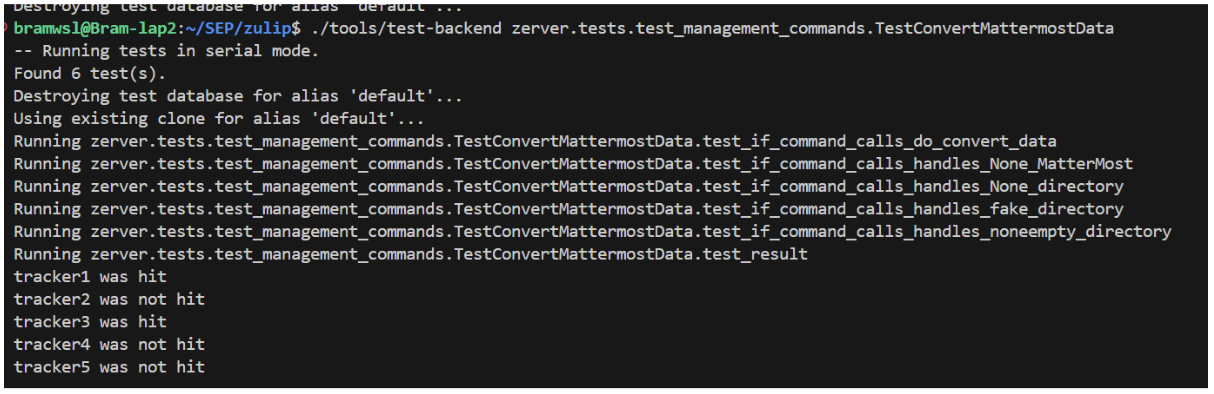 Destroying test database for alias 'default'...
bramwsl@Bram-lap2:~/SEP/zulip$ ./tools/test-backend zerver.tests.test_management_commands.TestConvertMattermostData
-- Running tests in serial mode.
Found 6 test(s).
Destroying test database for alias 'default'...
Using existing clone for alias 'default'...
Running zerver.tests.test_management_commands.TestConvertMattermostData.test_if_command_calls_do_convert_data
Running zerver.tests.test_management_commands.TestConvertMattermostData.test_if_command_calls_handles_None_MatterMost
Running zerver.tests.test_management_commands.TestConvertMattermostData.test_if_command_calls_handles_None_directory
Running zerver.tests.test_management_commands.TestConvertMattermostData.test_if_command_calls_handles_fake_directory
Running zerver.tests.test_management_commands.TestConvertMattermostData.test_if_command_calls_handles_noneempty_directory
Running zerver.tests.test_management_commands.TestConvertMattermostData.test_result
tracker1 was hit
tracker2 was not hit
tracker3 was hit
tracker4 was not hit
tracker5 was not hit